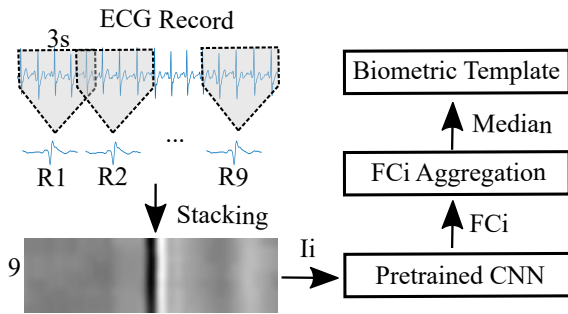 ECG Record
3s
...
R1
R2
R9
Stacking
9
Ii
Pretrained CNN
FCi
FCi Aggregation
Median
Biometric Template